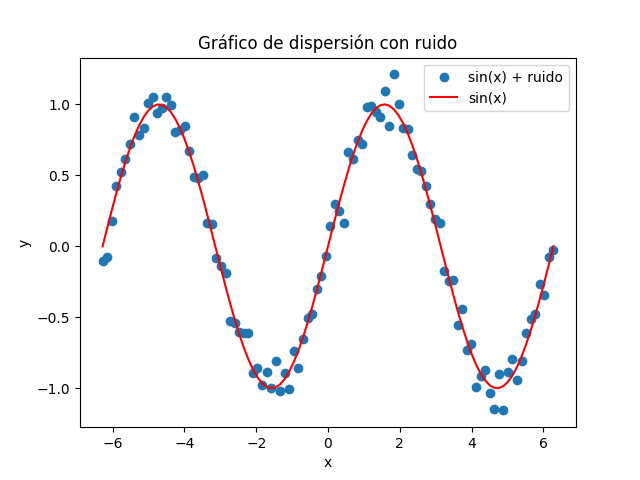 Gráfico de dispersión con ruido
sin(x) + ruido
sin(x)
1.0
0.5
0.0
−0.5
−1.0
y
−6 −4 −2 0 2 4 6
x